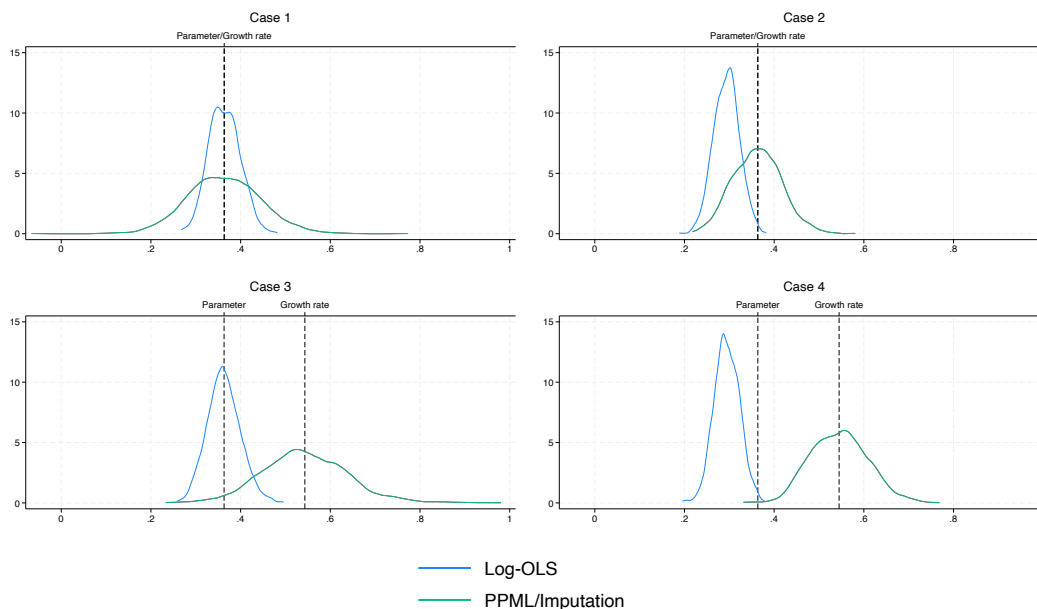 Case 1
Parameter/Growth rate
15
10
5
0
0 .2 .4 .6 .8 1
Case 2
Parameter/Growth rate
15
10
5
0
0 .2 .4 .6 .8
Case 3
Parameter Growth rate
15
10
5
0
0 .2 .4 .6 .8 1
Case 4
Parameter Growth rate
15
10
5
0
0 .2 .4 .6 .8
Log-OLS
PPML/Imputation